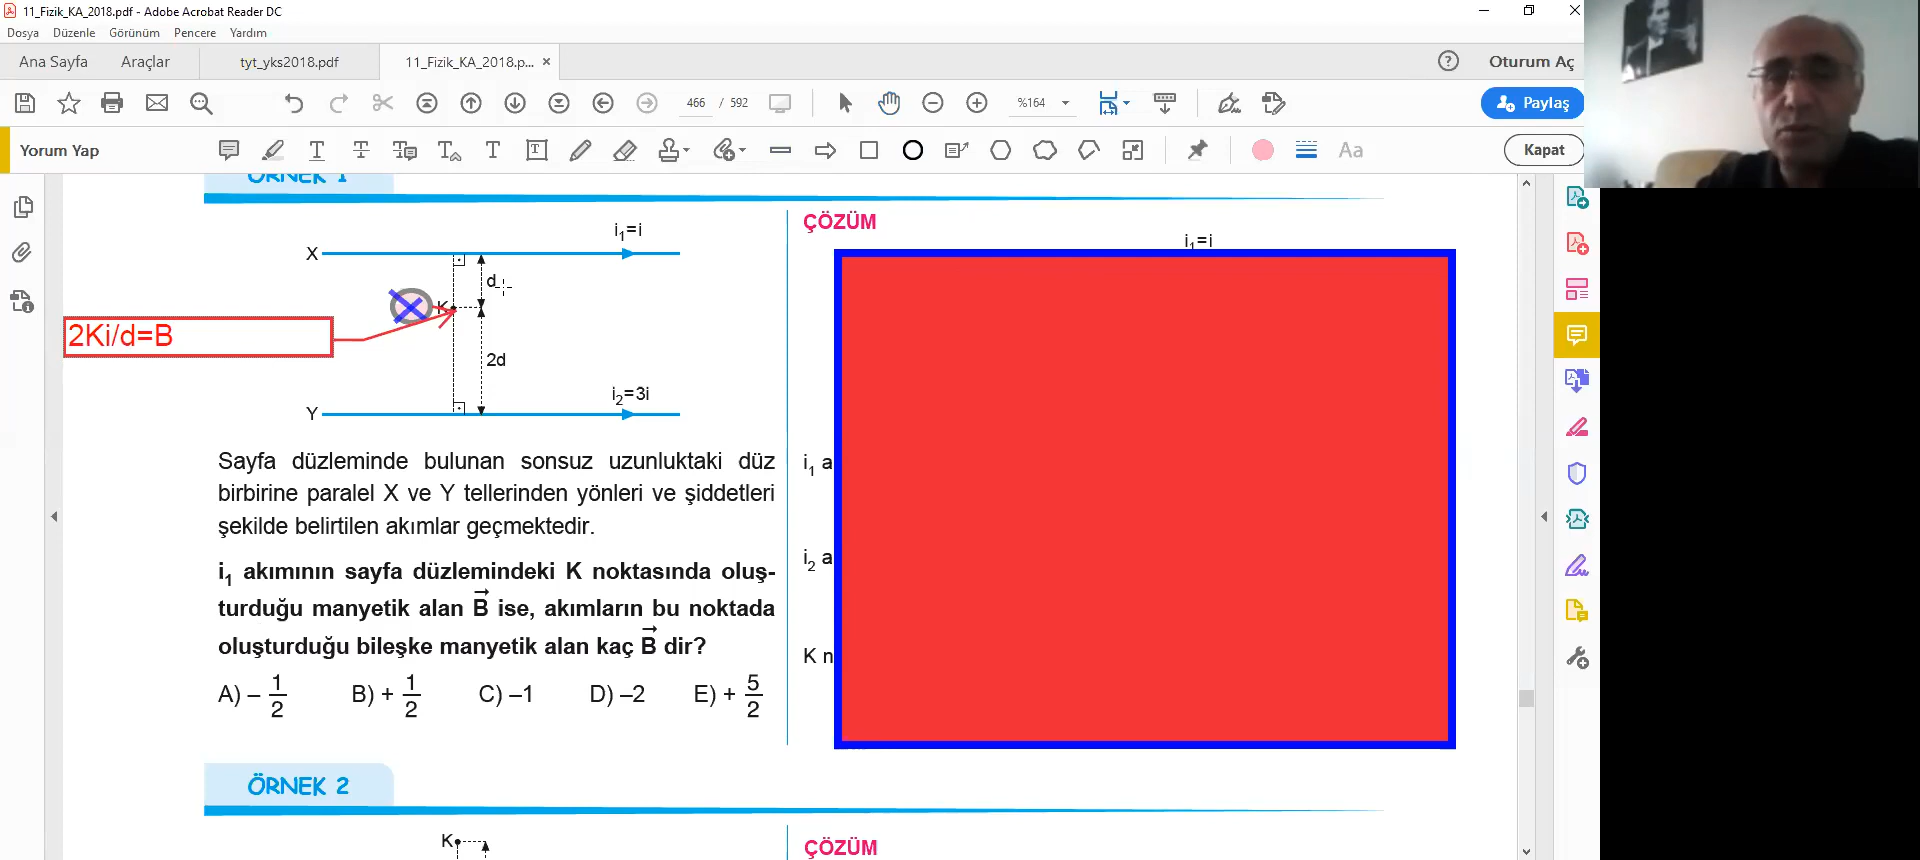 11_Fizik_KA_2018.pdf - Adobe Acrobat Reader DC
Dosya Düzenle Görünüm Pencere Yardım
Ana Sayfa Araçlar tyt_yks2018.pdf 11_Fizik_KA_2018.p... × Oturum Aç
466 / 592 %164 Paylaş
Yorum Yap Aa Kapat
ÖRNEK 1
X
i1=i
d
K
2Ki/d=B
2d
i2=3i
Y
Sayfa düzleminde bulunan sonsuz uzunluktaki düz
birbirine paralel X ve Y tellerinden yönleri ve şiddetleri
şekilde belirtilen akımlar geçmektedir.
i1 akımının sayfa düzlemindeki K noktasında oluş-
turduğu manyetik alan B⃗ ise, akımların bu noktada
oluşturduğu bileşke manyetik alan kaç B⃗ dir?
A) – 1/2 B) + 1/2 C) –1 D) –2 E) + 5/2
ÇÖZÜM
i1=i
i1 a
i2 a
K n
ÖRNEK 2
K
ÇÖZÜM